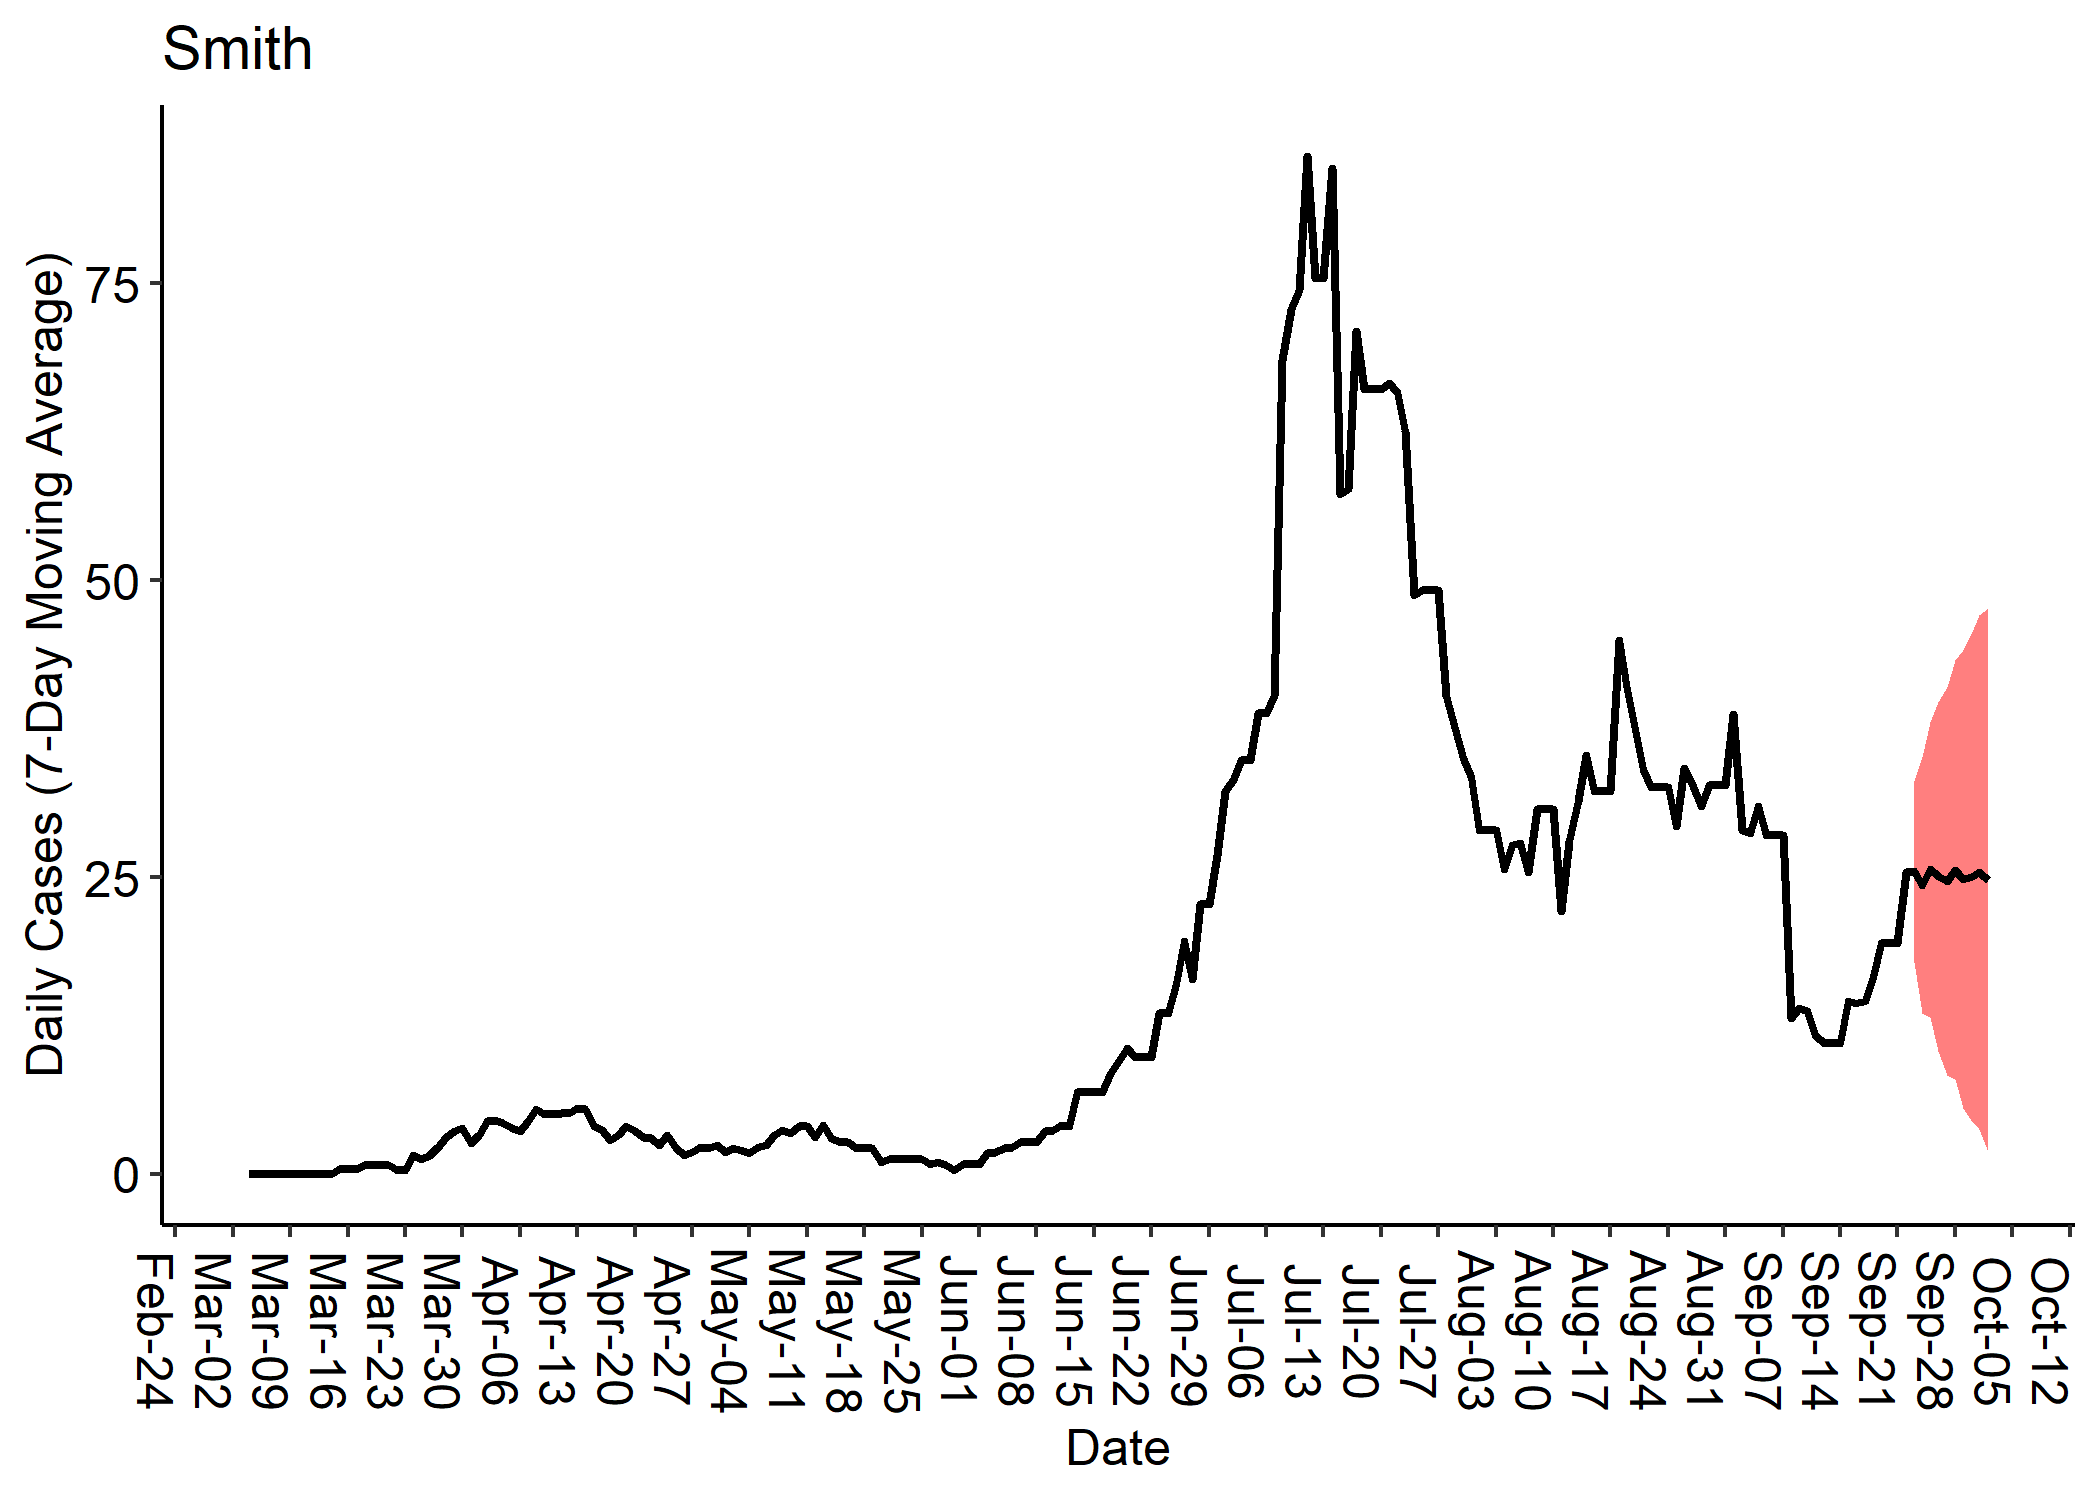 Smith
Daily Cases (7-Day Moving Average)
75
50
25
0
Feb-24
Mar-02
Mar-09
Mar-16
Mar-23
Mar-30
Apr-06
Apr-13
Apr-20
Apr-27
May-04
May-11
May-18
May-25
Jun-01
Jun-08
Jun-15
Jun-22
Jun-29
Jul-06
Jul-13
Jul-20
Jul-27
Aug-03
Aug-10
Aug-17
Aug-24
Aug-31
Sep-07
Sep-14
Sep-21
Sep-28
Oct-05
Oct-12
Date